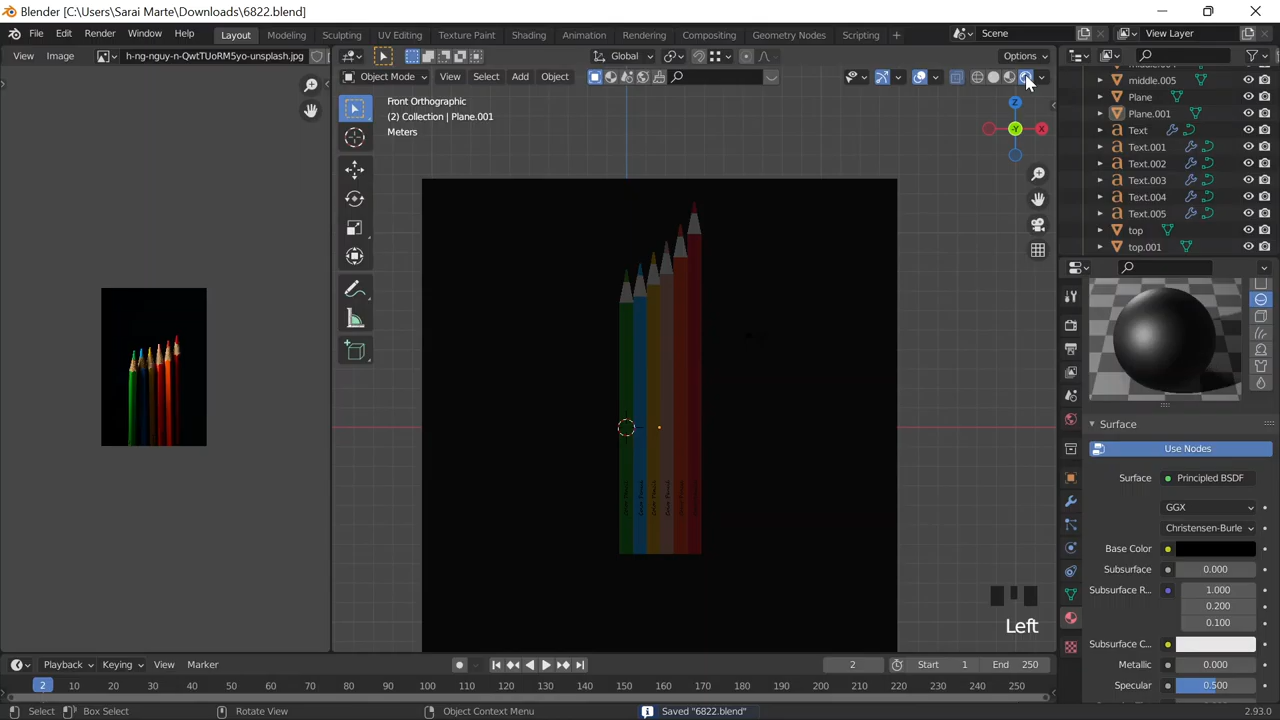 Blender [C:\Users\Sarai Marte\Downloads\6822.blend]
File Edit Render Window Help Layout Modeling Sculpting UV Editing Texture Paint Shading Animation Rendering Compositing Geometry Nodes Scripting + Scene View Layer
View Image h-ng-nguy-n-QwtTUoRM5yo-unsplash.jpg Global Options
Object Mode View Select Add Object
Front Orthographic
(2) Collection | Plane.001
Meters
Z
-Y X
middle.005
Plane
Plane.001
Text
Text.001
Text.002
Text.003
Text.004
Text.005
top
top.001
Surface
Use Nodes
Surface Principled BSDF
GGX
Christensen-Burle
Base Color
Subsurface 0.000
Subsurface R... 1.000
0.200
0.100
Subsurface C...
Metallic 0.000
Specular 0.500
Left
Playback Keying View Marker 2 Start 1 End 250
2 10 20 30 40 50 60 70 80 90 100 110 120 130 140 150 160 170 180 190 200 210 220 230 240 250
Select Box Select Rotate View Object Context Menu Saved "6822.blend" 2.93.0